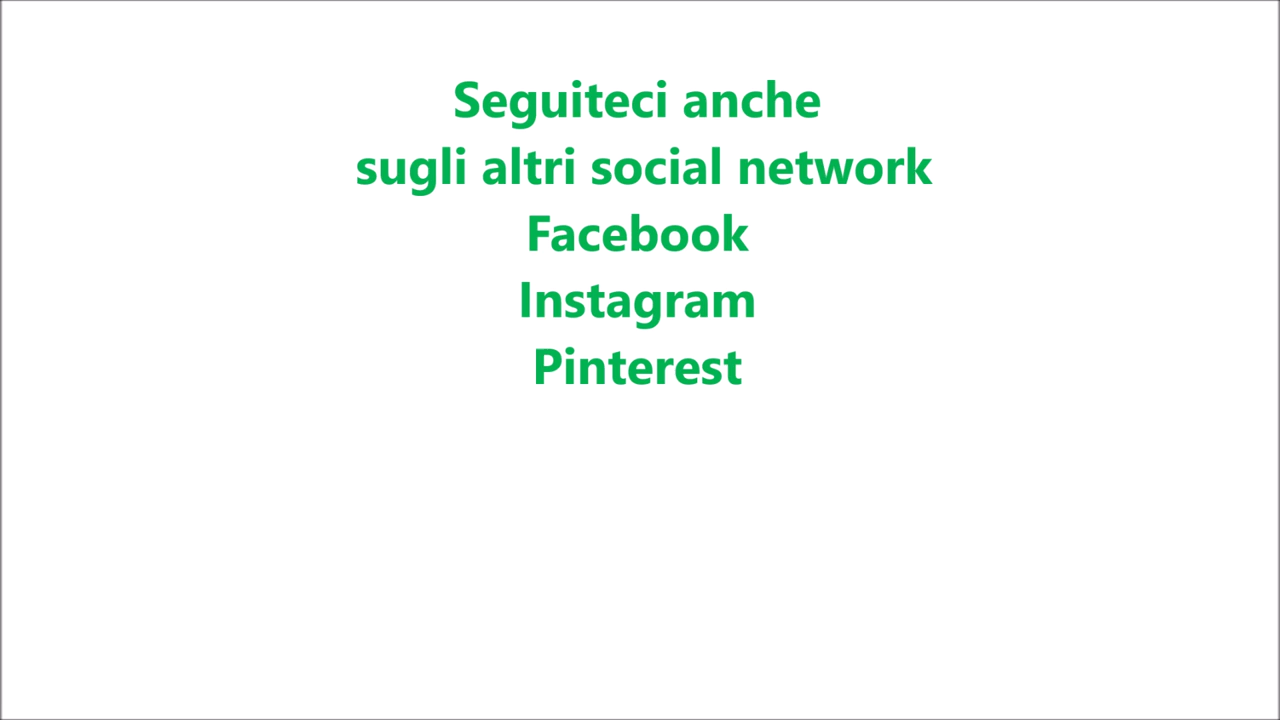 Seguiteci anche
sugli altri social network
Facebook
Instagram
Pinterest